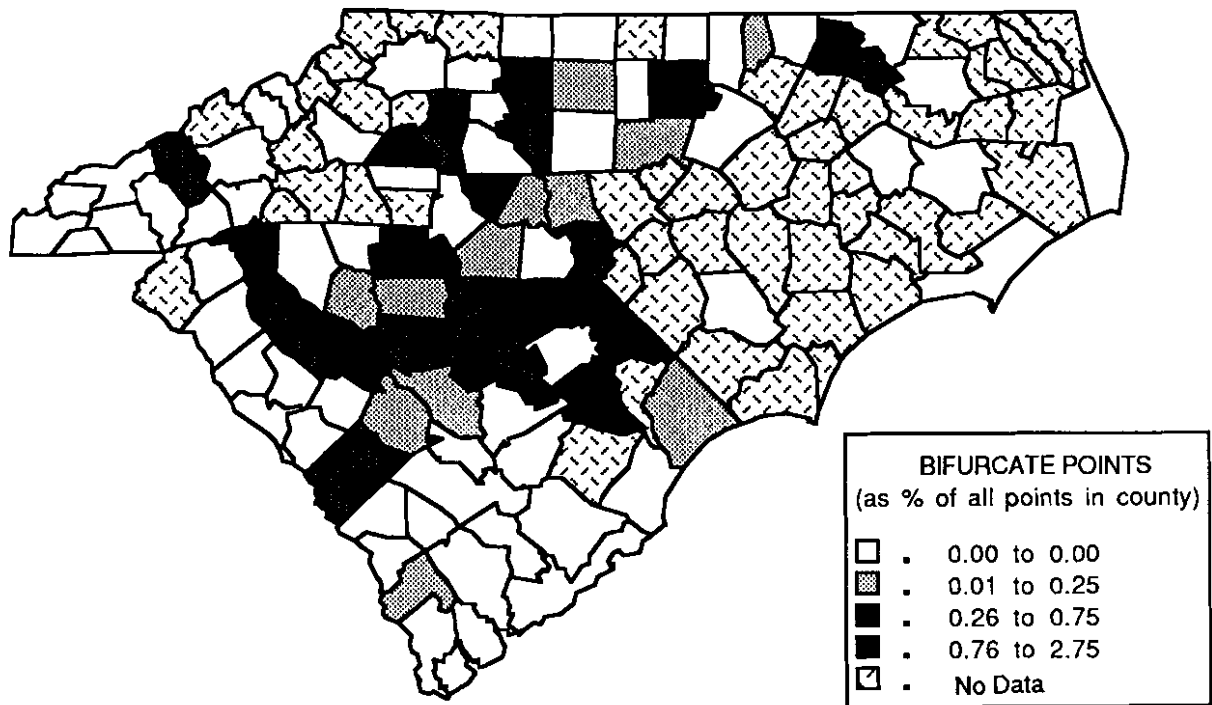 BIFURCATE POINTS
(as % of all points in county)
. 0.00 to 0.00
. 0.01 to 0.25
. 0.26 to 0.75
. 0.76 to 2.75
. No Data